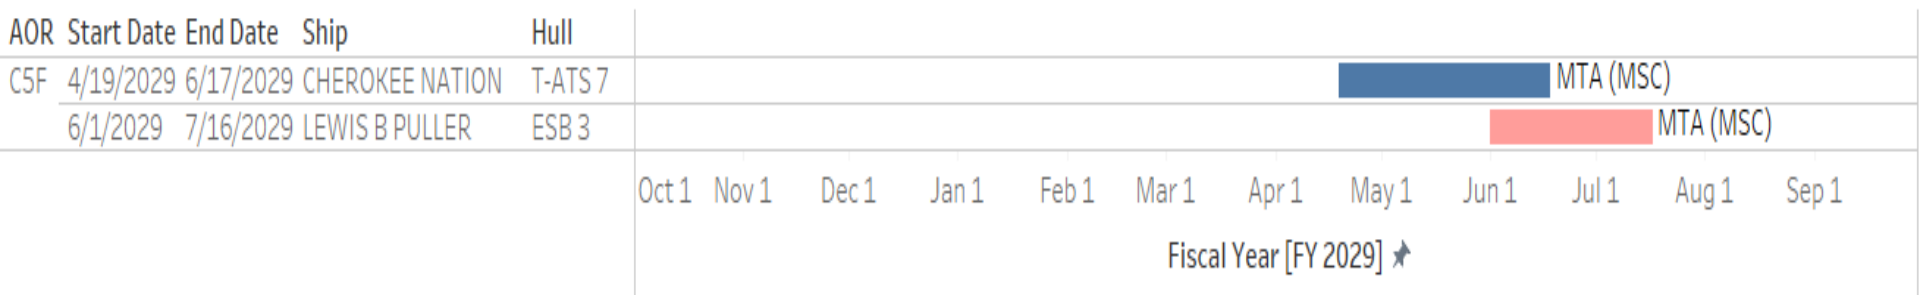 AOR Start Date End Date Ship Hull
C5F 4/19/2029 6/17/2029 CHEROKEE NATION T-ATS 7 MTA (MSC)
6/1/2029 7/16/2029 LEWIS B PULLER ESB 3 MTA (MSC)
Oct 1 Nov 1 Dec 1 Jan 1 Feb 1 Mar 1 Apr 1 May 1 Jun 1 Jul 1 Aug 1 Sep 1
Fiscal Year [FY 2029]